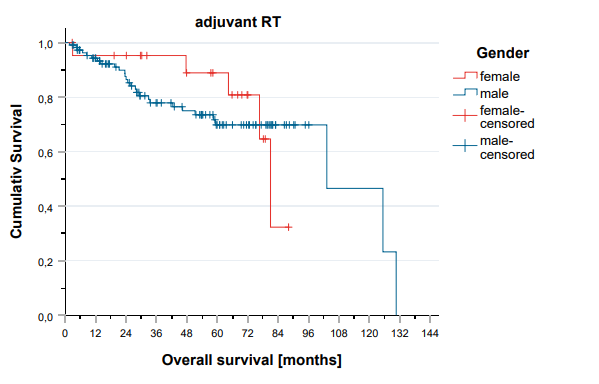 adjuvant RT
Cumulativ Survival
1,0
0,8
0,6
0,4
0,2
0,0
0 12 24 36 48 60 72 84 96 108 120 132 144
Overall survival [months]
Gender
female
male
female-
censored
male-
censored